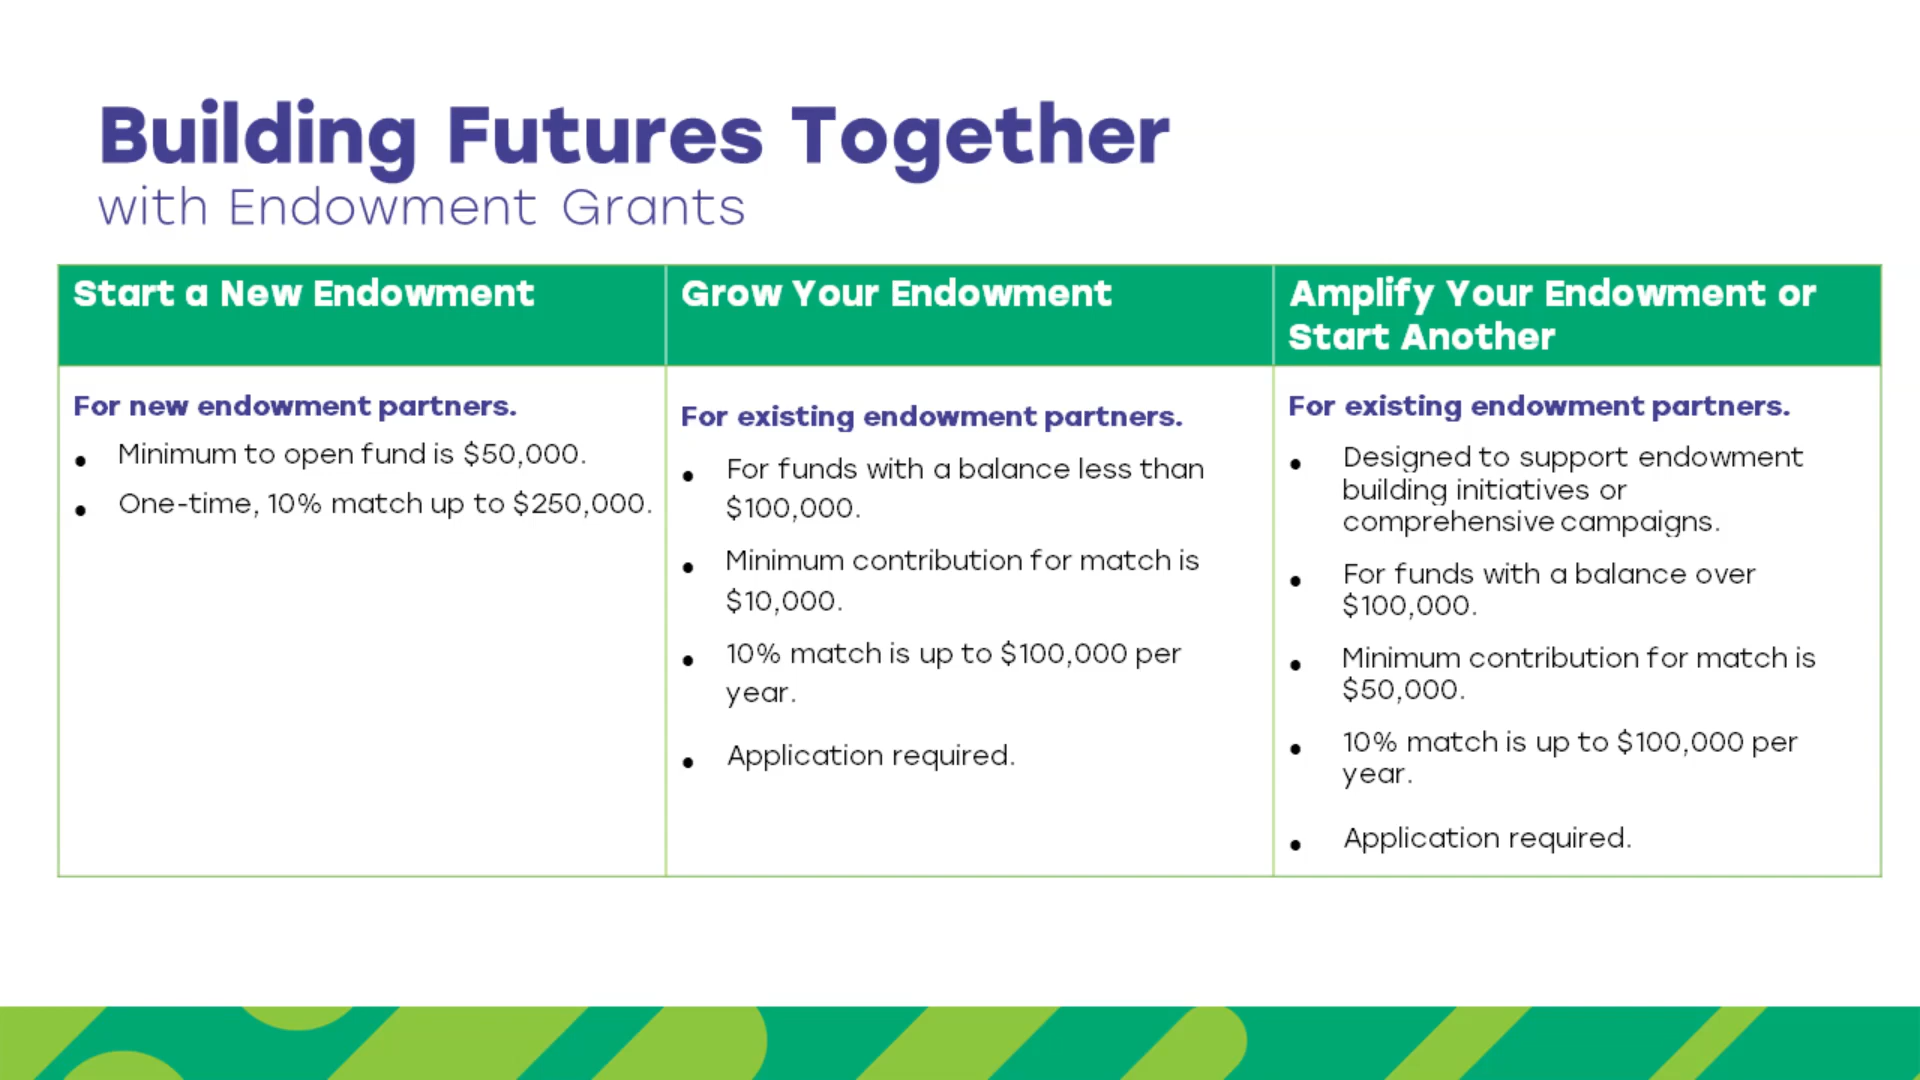 Building Futures Together
with Endowment Grants
Start a New Endowment
For new endowment partners.
• Minimum to open fund is $50,000.
• One-time, 10% match up to $250,000.
Grow Your Endowment
For existing endowment partners.
• For funds with a balance less than
$100,000.
• Minimum contribution for match is
$10,000.
• 10% match is up to $100,000 per
year.
• Application required.
Amplify Your Endowment or
Start Another
For existing endowment partners.
• Designed to support endowment
building initiatives or
comprehensive campaigns.
• For funds with a balance over
$100,000.
• Minimum contribution for match is
$50,000.
• 10% match is up to $100,000 per
year.
• Application required.